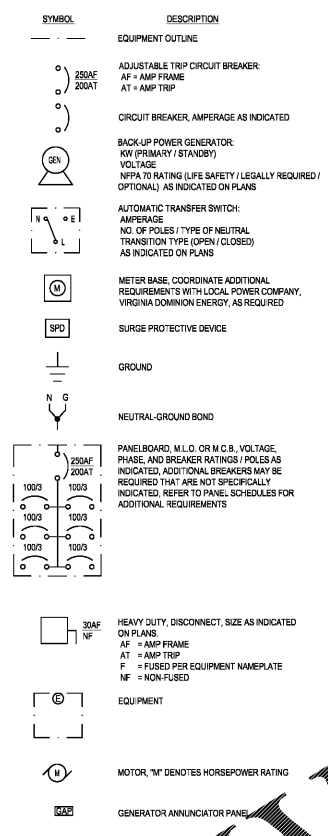 SYMBOL DESCRIPTION
EQUIPMENT OUTLINE
250AF
200AT
ADJUSTABLE TRIP CIRCUIT BREAKER:
AF = AMP FRAME
AT = AMP TRIP
CIRCUIT BREAKER, AMPERAGE AS INDICATED
GEN
BACK-UP POWER GENERATOR:
KW (PRIMARY / STANDBY)
VOLTAGE
NFPA 70 RATING (LIFE SAFETY / LEGALLY REQUIRED /
OPTIONAL) AS INDICATED ON PLANS
N E
L
AUTOMATIC TRANSFER SWITCH:
AMPERAGE
NO. OF POLES / TYPE OF NEUTRAL
TRANSITION TYPE (OPEN / CLOSED)
AS INDICATED ON PLANS
M
METER BASE, COORDINATE ADDITIONAL
REQUIREMENTS WITH LOCAL POWER COMPANY,
VIRGINIA DOMINION ENERGY, AS REQUIRED
SPD
SURGE PROTECTIVE DEVICE
GROUND
N G
NEUTRAL-GROUND BOND
250AF
200AT
100/3 100/3
100/3 100/3
100/3 100/3
PANELBOARD, M.L.O. OR M.C.B., VOLTAGE,
PHASE, AND BREAKER RATINGS / POLES AS
INDICATED, ADDITIONAL BREAKERS MAY BE
REQUIRED THAT ARE NOT SPECIFICALLY
INDICATED, REFER TO PANEL SCHEDULES FOR
ADDITIONAL REQUIREMENTS
30AF
NF
HEAVY DUTY, DISCONNECT, SIZE AS INDICATED
ON PLANS.
AF = AMP FRAME
AT = AMP TRIP
F = FUSED PER EQUIPMENT NAMEPLATE
NF = NON-FUSED
E
EQUIPMENT
M
MOTOR, "M" DENOTES HORSEPOWER RATING
GAP
GENERATOR ANNUNCIATOR PANEL